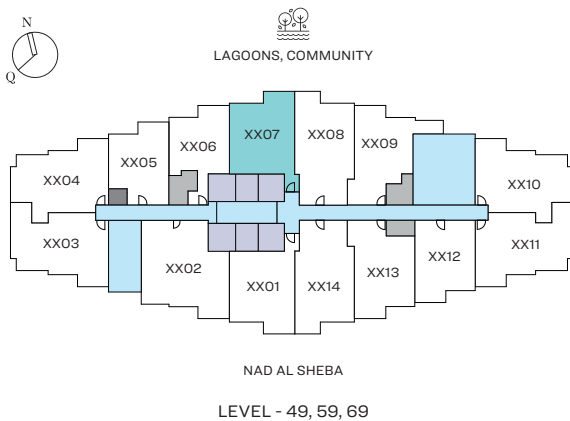 N
Q
LAGOONS, COMMUNITY
XX07
XX08
XX06
XX09
XX05
XX04
XX10
XX03
XX02
XX01
XX14
XX13
XX12
XX11
NAD AL SHEBA
LEVEL - 49, 59, 69